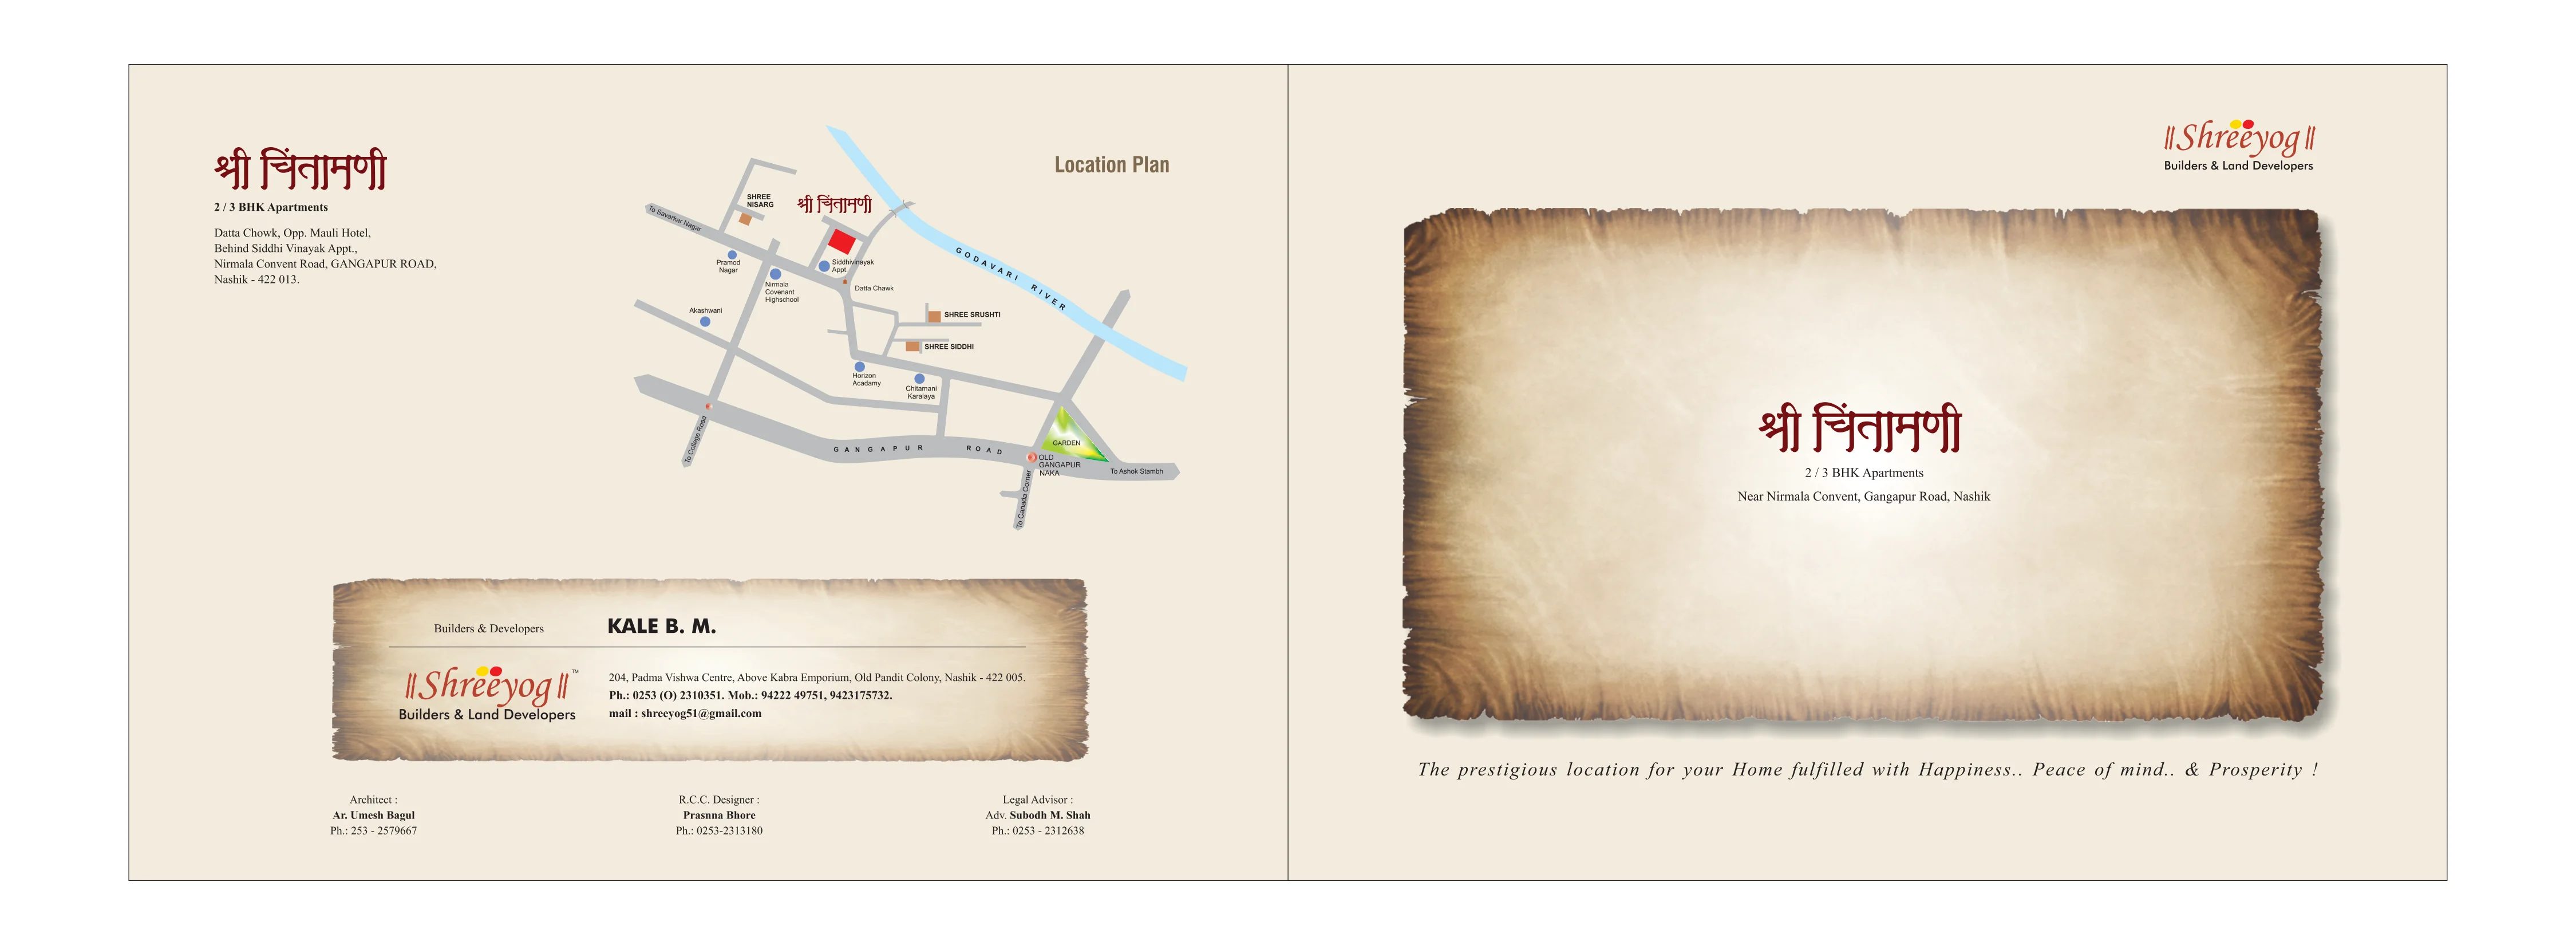 श्री चिंतामणी
2 / 3 BHK Apartments
Datta Chowk, Opp. Mauli Hotel,
Behind Siddhi Vinayak Appt.,
Nirmala Convent Road, GANGAPUR ROAD,
Nashik - 422 013.
Location Plan
SHREE
NISARG
श्री चिंतामणी
To Savarkar Nagar
Pramod
Nagar
Siddhivinayak
Appt.
Nirmala
Covenant
Highschool
Datta Chawk
GODAVARI RIVER
Akashwani
SHREE SRUSHTI
SHREE SIDDHI
Horizon
Acadamy
Chitamani
Karalaya
To College Road
GANGAPUR ROAD
GARDEN
OLD
GANGAPUR
NAKA
To Ashok Stambh
To Canada Corner
Builders & Developers
KALE B. M.
|| Shreeyog || ™
Builders & Land Developers
204, Padma Vishwa Centre, Above Kabra Emporium, Old Pandit Colony, Nashik - 422 005.
Ph.: 0253 (O) 2310351. Mob.: 94222 49751, 9423175732.
mail : shreeyog51@gmail.com
Architect :
Ar. Umesh Bagul
Ph.: 253 - 2579667
R.C.C. Designer :
Prasnna Bhore
Ph.: 0253-2313180
Legal Advisor :
Adv. Subodh M. Shah
Ph.: 0253 - 2312638
|| Shreeyog ||
Builders & Land Developers
श्री चिंतामणी
2 / 3 BHK Apartments
Near Nirmala Convent, Gangapur Road, Nashik
The prestigious location for your Home fulfilled with Happiness.. Peace of mind.. & Prosperity !